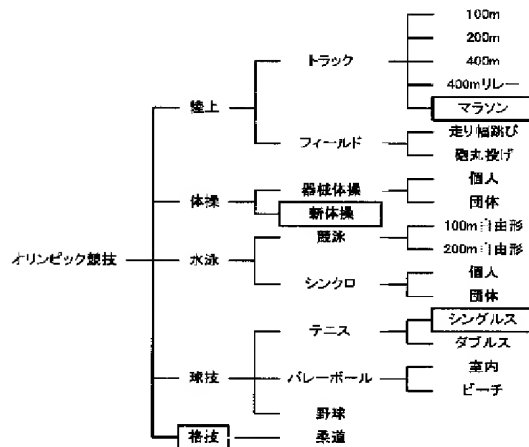 100m
200m
トラック
400m
400mリレー
陸上
マラソン
走り幅跳び
フィールド
砲丸投げ
器械体操
個人
体操
団体
新体操
競泳
100m自由形
200m自由形
オリンピック競技
水泳
シンクロ
個人
団体
テニス
シングルス
ダブルス
球技
バレーボール
室内
ビーチ
野球
格技
柔道